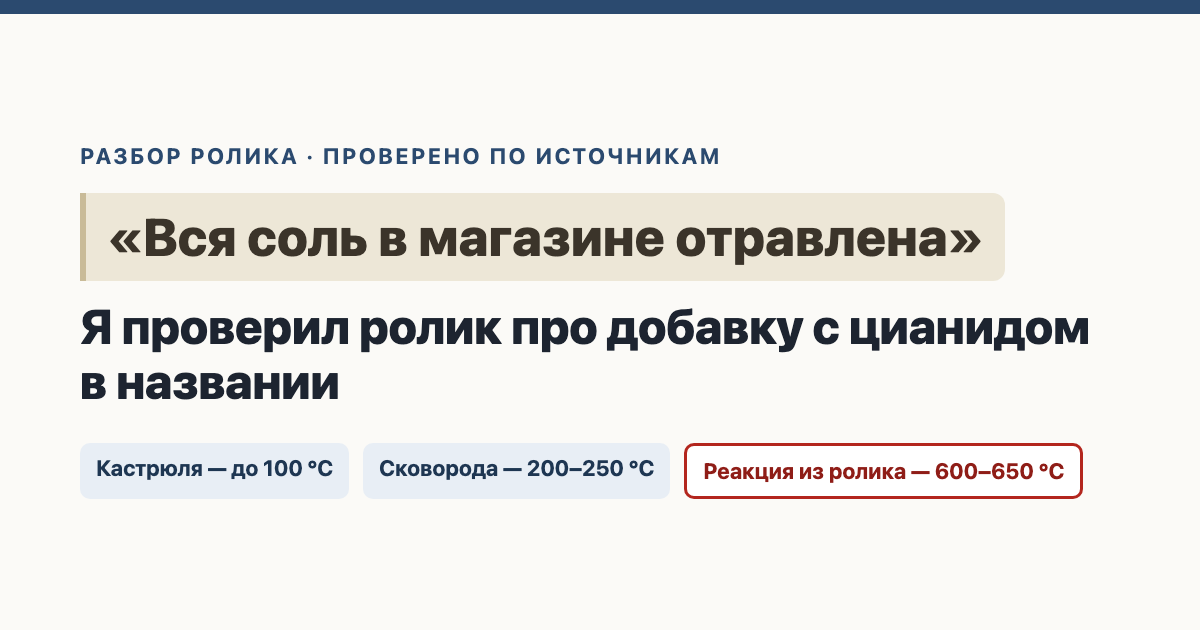 РАЗБОР РОЛИКА · ПРОВЕРЕНО ПО ИСТОЧНИКАМ
«Вся соль в магазине отравлена»
Я проверил ролик про добавку с цианидом
в названии
Кастрюля — до 100 °C
Сковорода — 200–250 °C
Реакция из ролика — 600–650 °C